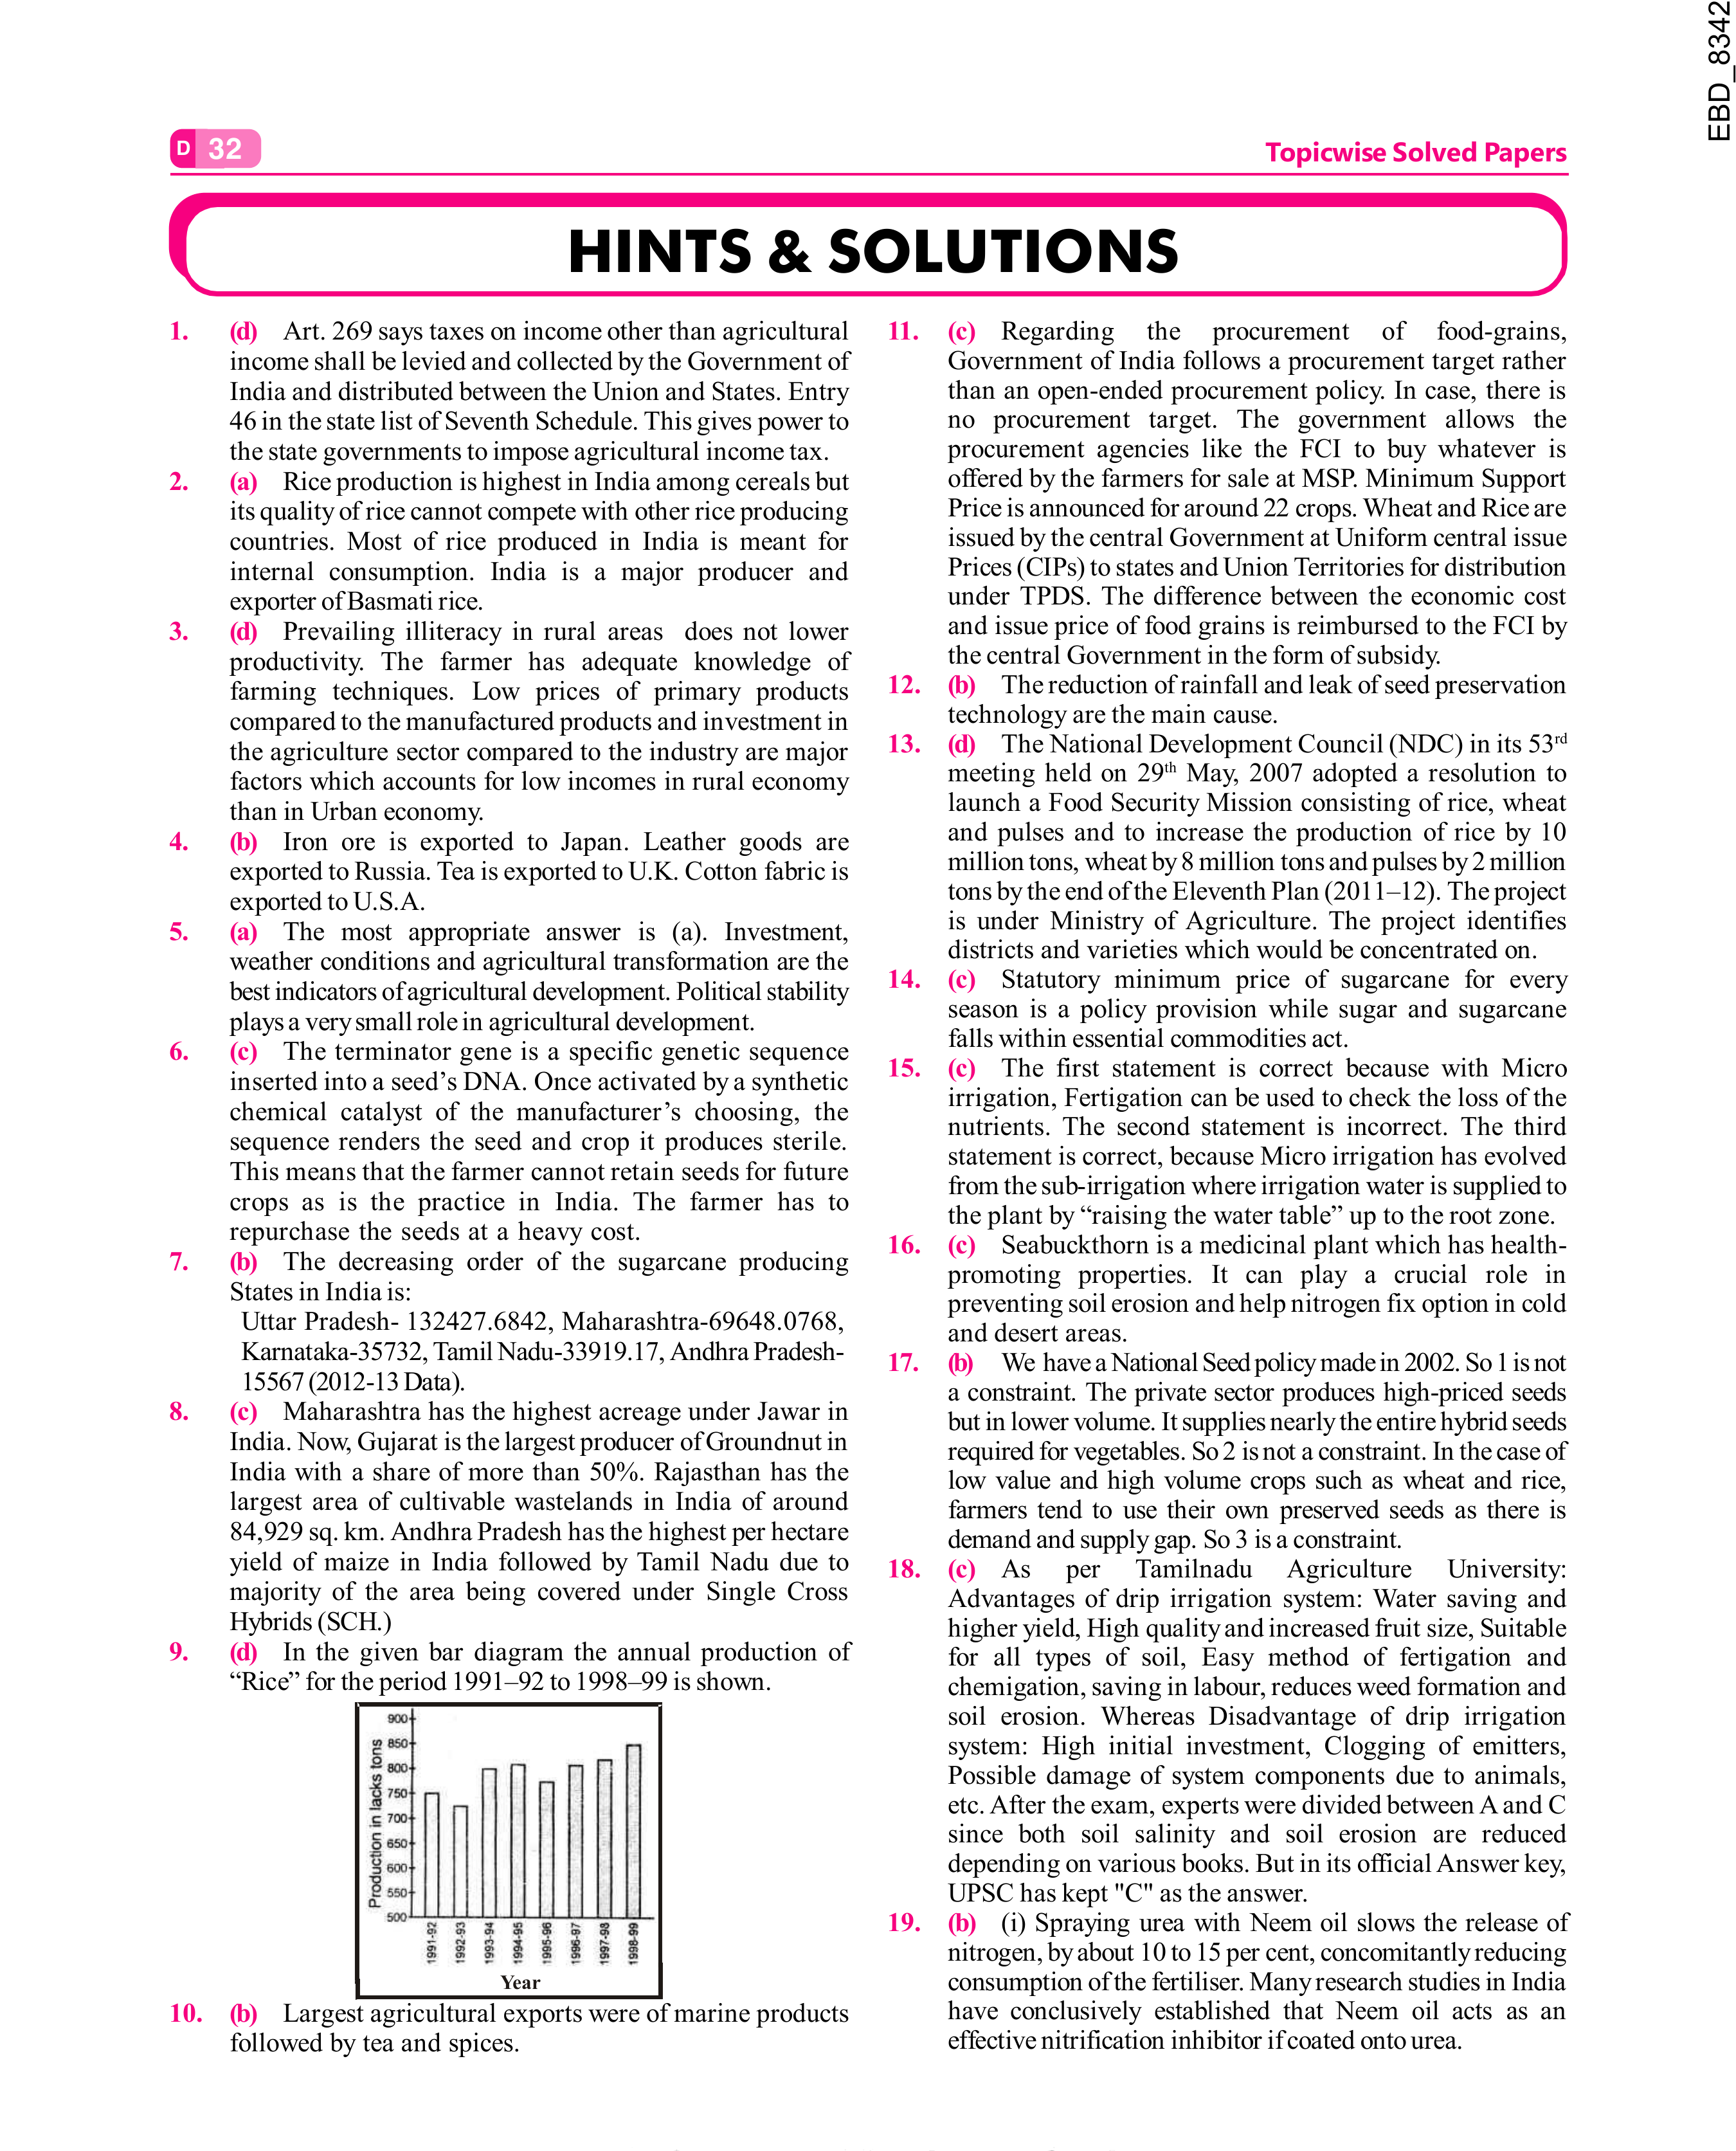 EBD_8342
D 32
Topicwise Solved Papers
HINTS & SOLUTIONS
1. (d) Art. 269 says taxes on income other than agricultural
income shall be levied and collected by the Government of
India and distributed between the Union and States. Entry
46 in the state list of Seventh Schedule. This gives power to
the state governments to impose agricultural income tax.
2. (a) Rice production is highest in India among cereals but
its quality of rice cannot compete with other rice producing
countries. Most of rice produced in India is meant for
internal consumption. India is a major producer and
exporter of Basmati rice.
3. (d) Prevailing illiteracy in rural areas does not lower
productivity. The farmer has adequate knowledge of
farming techniques. Low prices of primary products
compared to the manufactured products and investment in
the agriculture sector compared to the industry are major
factors which accounts for low incomes in rural economy
than in Urban economy.
4. (b) Iron ore is exported to Japan. Leather goods are
exported to Russia. Tea is exported to U.K. Cotton fabric is
exported to U.S.A.
5. (a) The most appropriate answer is (a). Investment,
weather conditions and agricultural transformation are the
best indicators of agricultural development. Political stability
plays a very small role in agricultural development.
6. (c) The terminator gene is a specific genetic sequence
inserted into a seed’s DNA. Once activated by a synthetic
chemical catalyst of the manufacturer’s choosing, the
sequence renders the seed and crop it produces sterile.
This means that the farmer cannot retain seeds for future
crops as is the practice in India. The farmer has to
repurchase the seeds at a heavy cost.
7. (b) The decreasing order of the sugarcane producing
States in India is:
Uttar Pradesh- 132427.6842, Maharashtra-69648.0768,
Karnataka-35732, Tamil Nadu-33919.17, Andhra Pradesh-
15567 (2012-13 Data).
8. (c) Maharashtra has the highest acreage under Jawar in
India. Now, Gujarat is the largest producer of Groundnut in
India with a share of more than 50%. Rajasthan has the
largest area of cultivable wastelands in India of around
84,929 sq. km. Andhra Pradesh has the highest per hectare
yield of maize in India followed by Tamil Nadu due to
majority of the area being covered under Single Cross
Hybrids (SCH.)
9. (d) In the given bar diagram the annual production of
“Rice” for the period 1991–92 to 1998–99 is shown.
Production in lacks tons
900
850
800
750
700
650
600
550
500
1991-92
1992-93
1993-94
1994-95
1995-96
1996-97
1997-98
1998-99
Year
10. (b) Largest agricultural exports were of marine products
followed by tea and spices.
11. (c) Regarding the procurement of food-grains,
Government of India follows a procurement target rather
than an open-ended procurement policy. In case, there is
no procurement target. The government allows the
procurement agencies like the FCI to buy whatever is
offered by the farmers for sale at MSP. Minimum Support
Price is announced for around 22 crops. Wheat and Rice are
issued by the central Government at Uniform central issue
Prices (CIPs) to states and Union Territories for distribution
under TPDS. The difference between the economic cost
and issue price of food grains is reimbursed to the FCI by
the central Government in the form of subsidy.
12. (b) The reduction of rainfall and leak of seed preservation
technology are the main cause.
13. (d) The National Development Council (NDC) in its 53rd
meeting held on 29th May, 2007 adopted a resolution to
launch a Food Security Mission consisting of rice, wheat
and pulses and to increase the production of rice by 10
million tons, wheat by 8 million tons and pulses by 2 million
tons by the end of the Eleventh Plan (2011–12). The project
is under Ministry of Agriculture. The project identifies
districts and varieties which would be concentrated on.
14. (c) Statutory minimum price of sugarcane for every
season is a policy provision while sugar and sugarcane
falls within essential commodities act.
15. (c) The first statement is correct because with Micro
irrigation, Fertigation can be used to check the loss of the
nutrients. The second statement is incorrect. The third
statement is correct, because Micro irrigation has evolved
from the sub-irrigation where irrigation water is supplied to
the plant by “raising the water table” up to the root zone.
16. (c) Seabuckthorn is a medicinal plant which has health-
promoting properties. It can play a crucial role in
preventing soil erosion and help nitrogen fix option in cold
and desert areas.
17. (b) We have a National Seed policy made in 2002. So 1 is not
a constraint. The private sector produces high-priced seeds
but in lower volume. It supplies nearly the entire hybrid seeds
required for vegetables. So 2 is not a constraint. In the case of
low value and high volume crops such as wheat and rice,
farmers tend to use their own preserved seeds as there is
demand and supply gap. So 3 is a constraint.
18. (c) As per Tamilnadu Agriculture University:
Advantages of drip irrigation system: Water saving and
higher yield, High quality and increased fruit size, Suitable
for all types of soil, Easy method of fertigation and
chemigation, saving in labour, reduces weed formation and
soil erosion. Whereas Disadvantage of drip irrigation
system: High initial investment, Clogging of emitters,
Possible damage of system components due to animals,
etc. After the exam, experts were divided between A and C
since both soil salinity and soil erosion are reduced
depending on various books. But in its official Answer key,
UPSC has kept "C" as the answer.
19. (b) (i) Spraying urea with Neem oil slows the release of
nitrogen, by about 10 to 15 per cent, concomitantly reducing
consumption of the fertiliser. Many research studies in India
have conclusively established that Neem oil acts as an
effective nitrification inhibitor if coated onto urea.